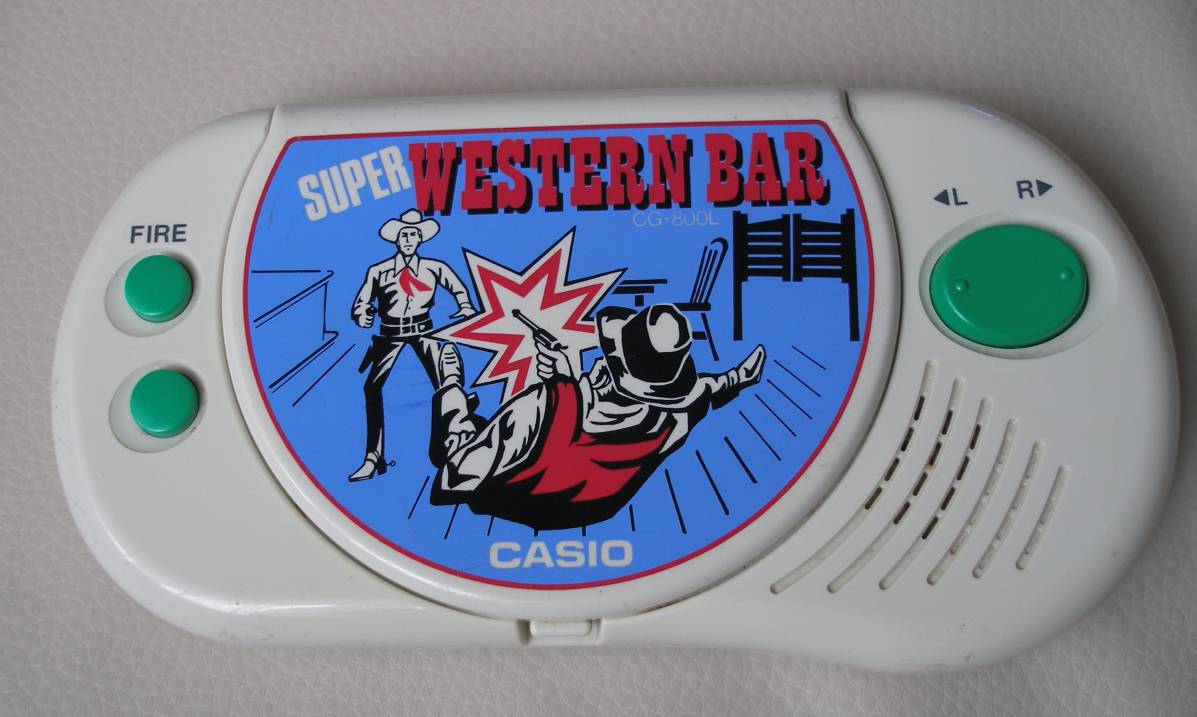 SUPER WESTERN BAR
CG-800L
FIRE
◀L R▶
CASIO